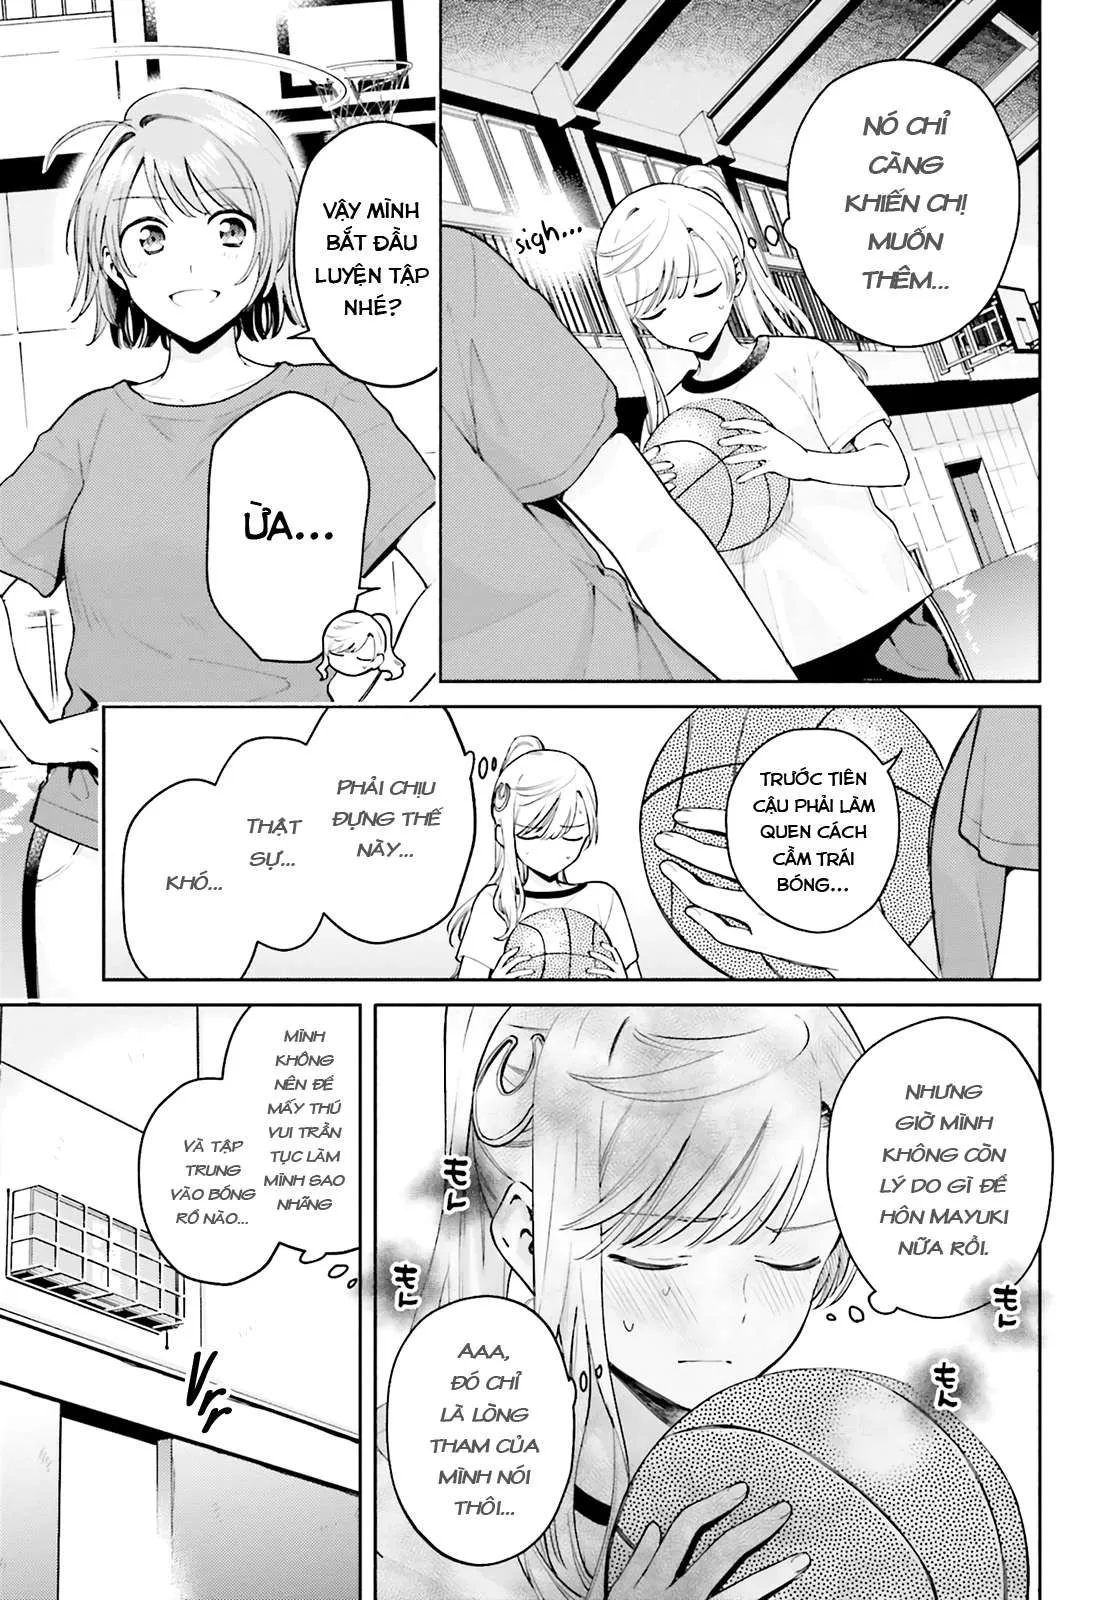 NÓ CHỈ
CÀNG
KHIẾN CHỊ
MUỐN
THÊM...
sigh...
VẬY MÌNH
BẮT ĐẦU
LUYỆN TẬP
NHÉ?
ỪA...
TRƯỚC TIÊN
CẬU PHẢI LÀM
QUEN CÁCH
CẦM TRÁI
BÓNG...
PHẢI CHỊU
ĐỰNG THẾ
NÀY...
THẬT
SỰ...
KHÓ...
NHƯNG
GIỜ MÌNH
KHÔNG CÒN
LÝ DO GÌ ĐỂ
HÔN MAYUKI
NỮA RỒI.
もん
もん
もん
もん
AAA,
ĐÓ CHỈ
LÀ LÒNG
THAM CỦA
MÌNH NÓI
THÔI...
MÌNH
KHÔNG
NÊN ĐỂ
MẤY THÚ
VUI TRẦN
TỤC LÀM
MÌNH SAO
NHÃNG
VÀ TẬP
TRUNG
VÀO BÓNG
RỔ NÀO...
Vrr